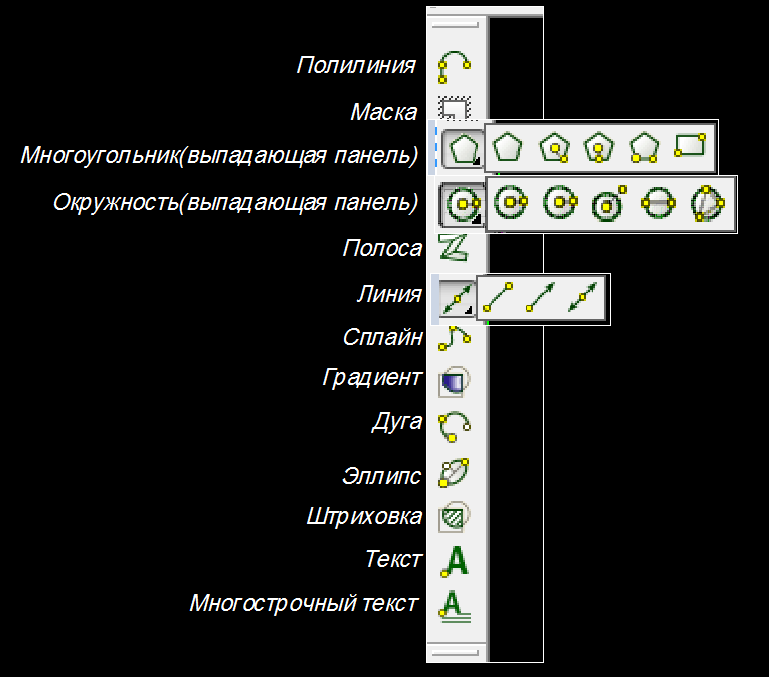 Полилиния
Маска
Многоугольник(выпадающая панель)
Окружность(выпадающая панель)
Полоса
Линия
Сплайн
Градиент
Дуга
Эллипс
Штриховка
Текст
Многострочный текст